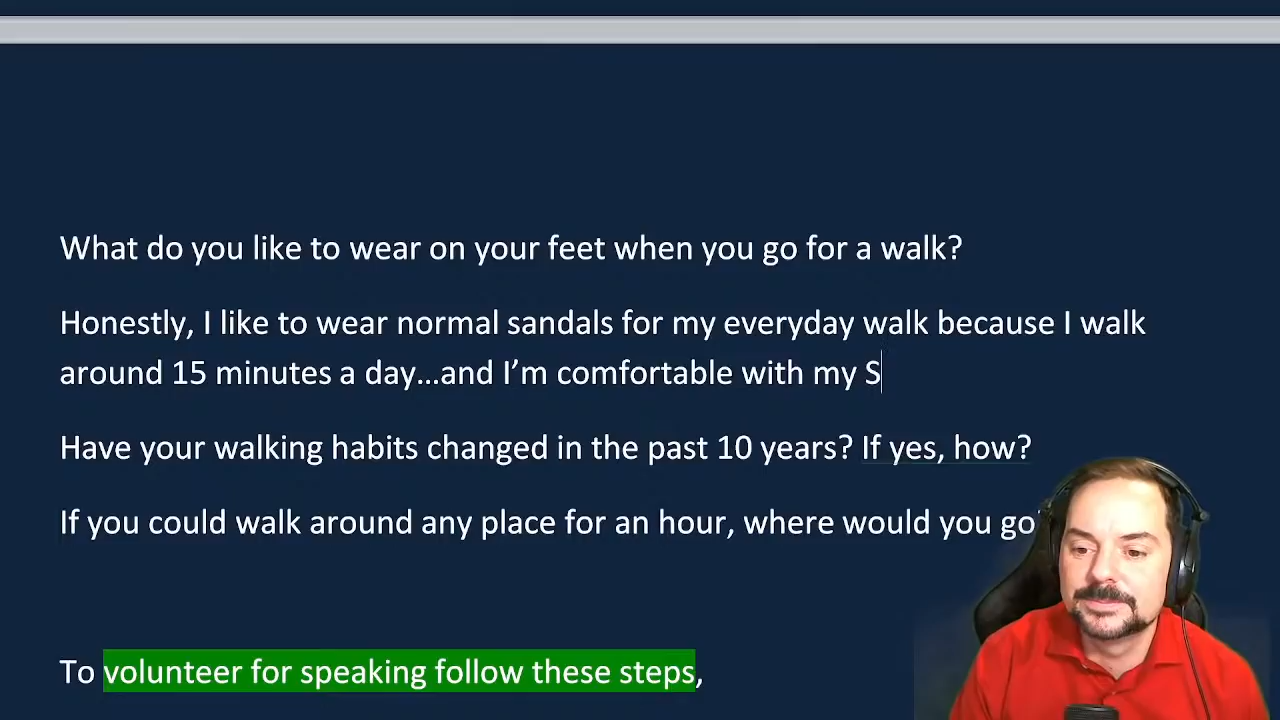 What do you like to wear on your feet when you go for a walk?
Honestly, I like to wear normal sandals for my everyday walk because I walk
around 15 minutes a day…and I’m comfortable with my S
Have your walking habits changed in the past 10 years? If yes, how?
If you could walk around any place for an hour, where would you go
To volunteer for speaking follow these steps,